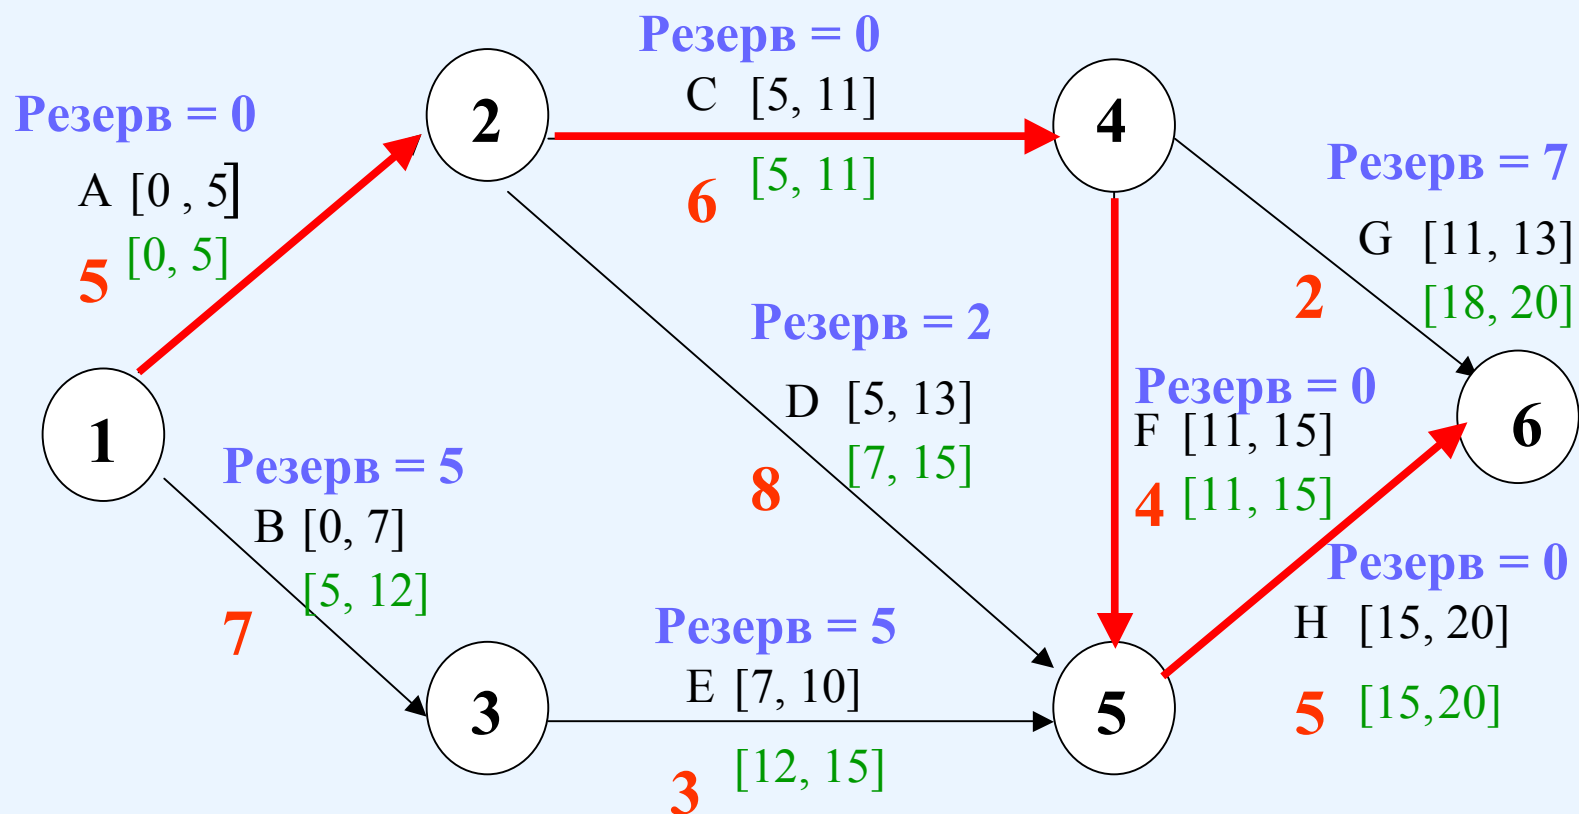 Резерв = 0
C [5, 11]
[5, 11]
6
Резерв = 0
A [0 , 5]
[0, 5]
5
2
4
Резерв = 7
G [11, 13]
[18, 20]
2
Резерв = 2
D [5, 13]
[7, 15]
8
Резерв = 0
F [11, 15]
[11, 15]
4
1
6
Резерв = 5
B [0, 7]
[5, 12]
7
Резерв = 0
H [15, 20]
[15,20]
5
Резерв = 5
E [7, 10]
[12, 15]
3
3
5